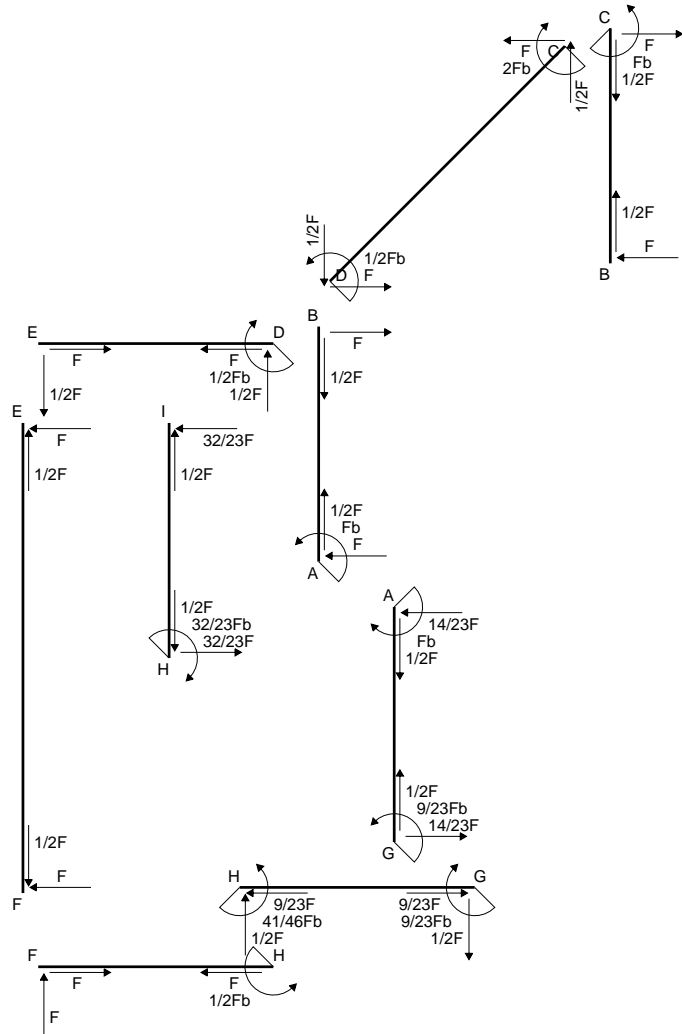 C
F
Fb
1/2F
1/2F
F
B
F
C
2Fb
1/2F
1/2F
1/2Fb
D
F
E
D
F
F
1/2Fb
1/2F
1/2F
B
F
1/2F
1/2F
Fb
F
A
E
F
1/2F
1/2F
F
F
I
32/23F
1/2F
1/2F
32/23Fb
32/23F
H
A
14/23F
Fb
1/2F
1/2F
9/23Fb
14/23F
G
H
G
9/23F
9/23F
41/46Fb
9/23Fb
1/2F
1/2F
F
H
F
F
1/2Fb
F